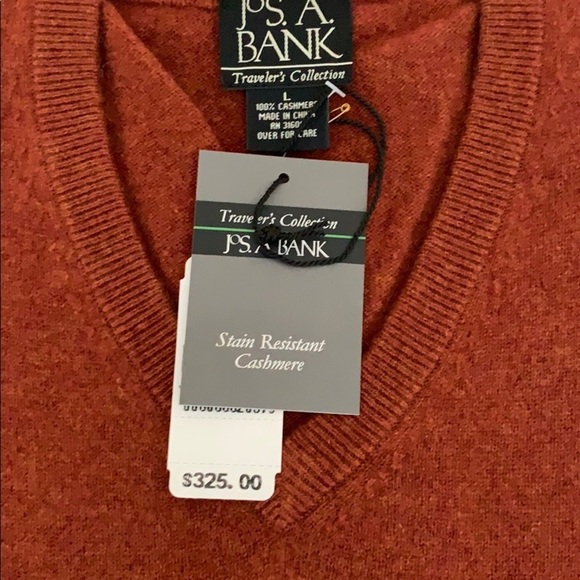 JOS. A.
BANK
Traveler's Collection
L
100% CASHMERE
MADE IN CHINA
RN 3160
OVER FOR CARE
Traveler's Collection
JOS. A. BANK
Stain Resistant
Cashmere
$325.00